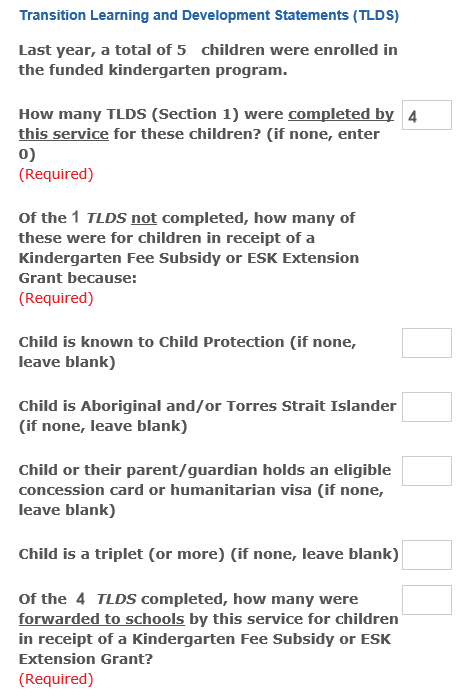 Transition Learning and Development Statements (TLDS)
Last year, a total of 5 children were enrolled in
the funded kindergarten program.
How many TLDS (Section 1) were completed by 4
this service for these children? (if none, enter
0)
(Required)
Of the 1 TLDS not completed, how many of
these were for children in receipt of a
Kindergarten Fee Subsidy or ESK Extension
Grant because:
(Required)
Child is known to Child Protection (if none,
leave blank)
Child is Aboriginal and/or Torres Strait Islander
(if none, leave blank)
Child or their parent/guardian holds an eligible
concession card or humanitarian visa (if none,
leave blank)
Child is a triplet (or more) (if none, leave blank)
Of the 4 TLDS completed, how many were
forwarded to schools by this service for children
in receipt of a Kindergarten Fee Subsidy or ESK
Extension Grant?
(Required)